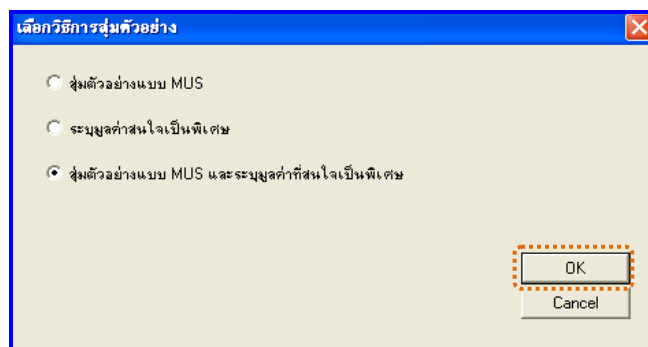 เลือกวิธีการสุ่มตัวอย่าง
สุ่มตัวอย่างแบบ MUS
ระบุมูลค่าสนใจเป็นพิเศษ
สุ่มตัวอย่างแบบ MUS และระบุมูลค่าที่สนใจเป็นพิเศษ
OK
Cancel